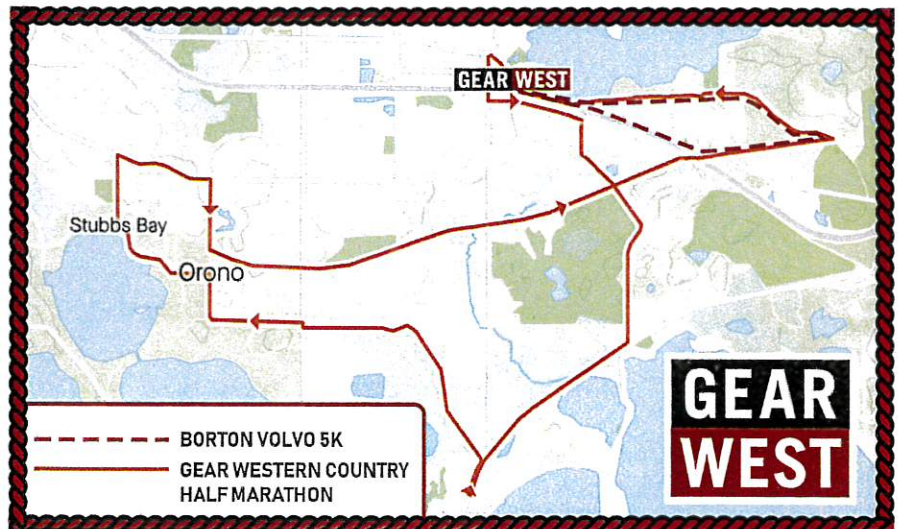 GEAR WEST
Stubbs Bay
Orono
BORTON VOLVO 5K
GEAR WESTERN COUNTRY
HALF MARATHON
GEAR
WEST